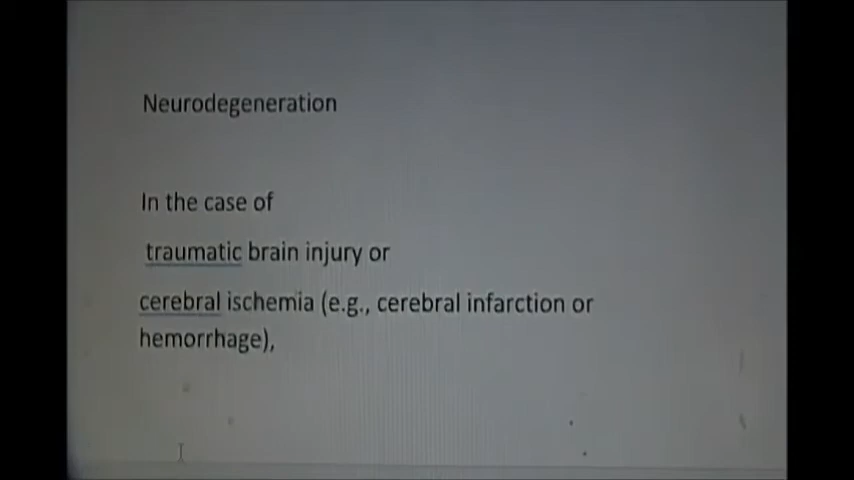 Neurodegeneration
In the case of
traumatic brain injury or
cerebral ischemia (e.g., cerebral infarction or
hemorrhage),